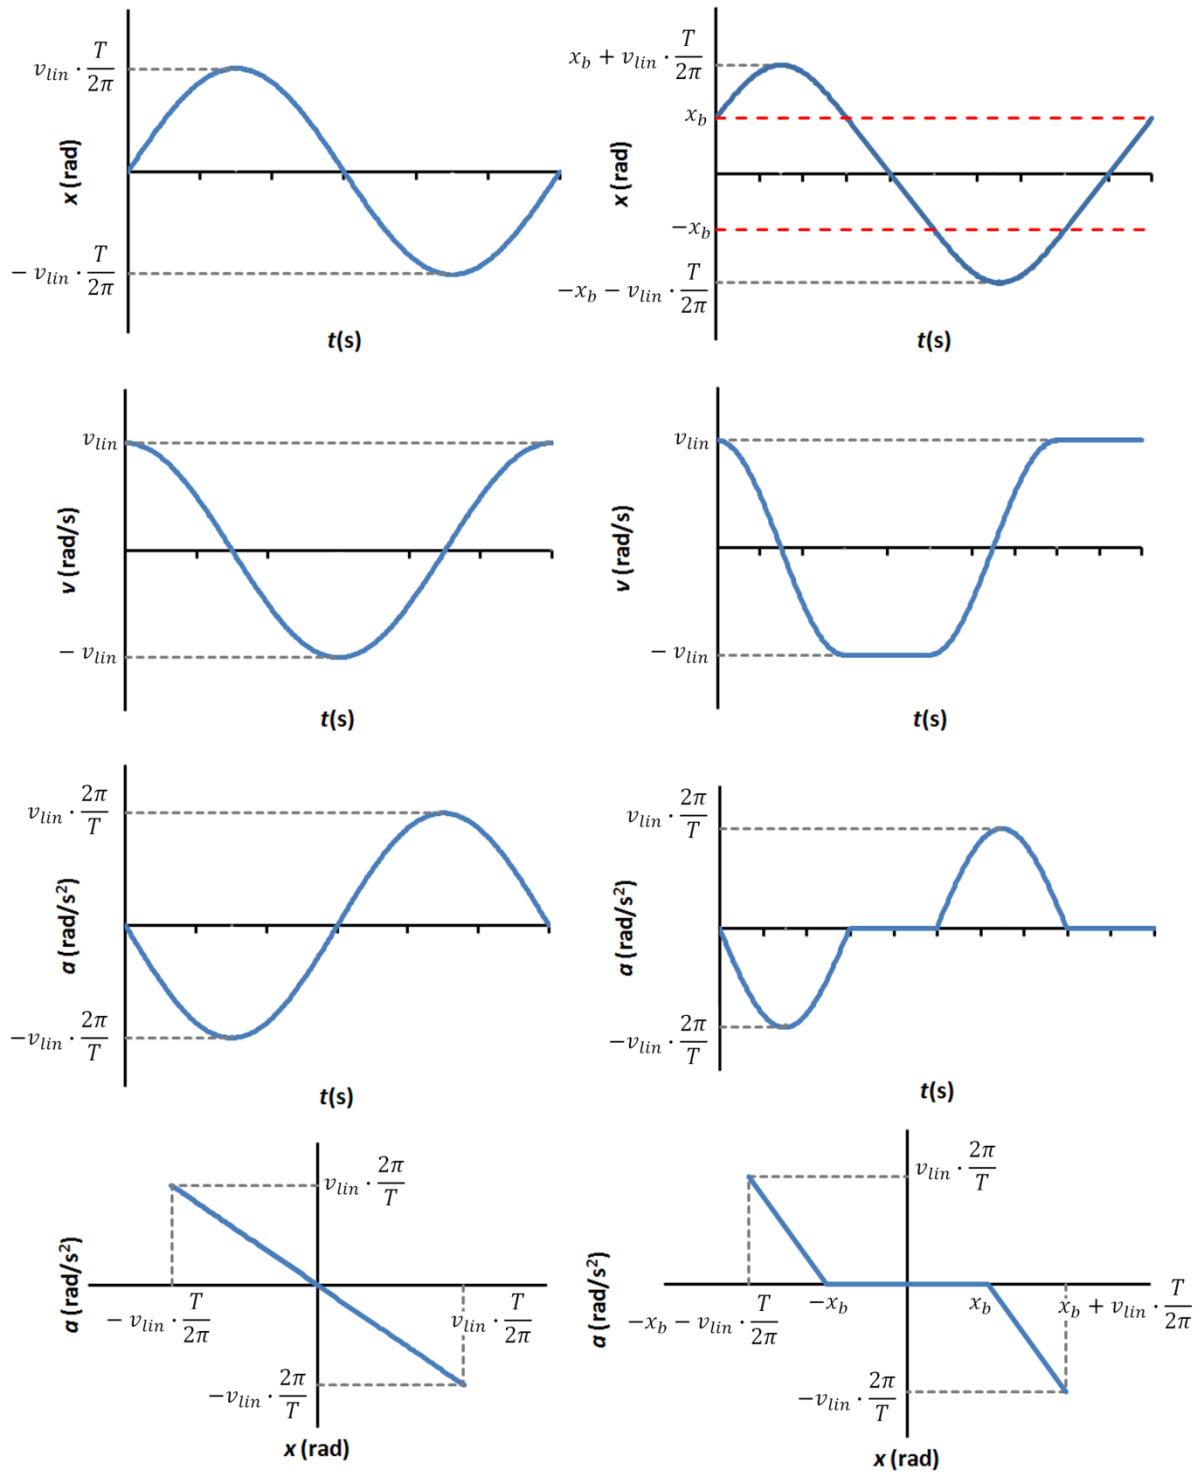 v_lin · T/2π
x (rad)
− v_lin · T/2π
t(s)
x_b + v_lin · T/2π
x_b
x (rad)
−x_b
−x_b − v_lin · T/2π
t(s)
v_lin
v (rad/s)
− v_lin
t(s)
v_lin
v (rad/s)
− v_lin
t(s)
v_lin · 2π/T
a (rad/s²)
−v_lin · 2π/T
t(s)
v_lin · 2π/T
a (rad/s²)
−v_lin · 2π/T
t(s)
v_lin · 2π/T
a (rad/s²)
− v_lin · T/2π
v_lin · T/2π
−v_lin · 2π/T
x (rad)
v_lin · 2π/T
a (rad/s²)
−x_b − v_lin · T/2π
−x_b
x_b
x_b + v_lin · T/2π
−v_lin · 2π/T
x (rad)